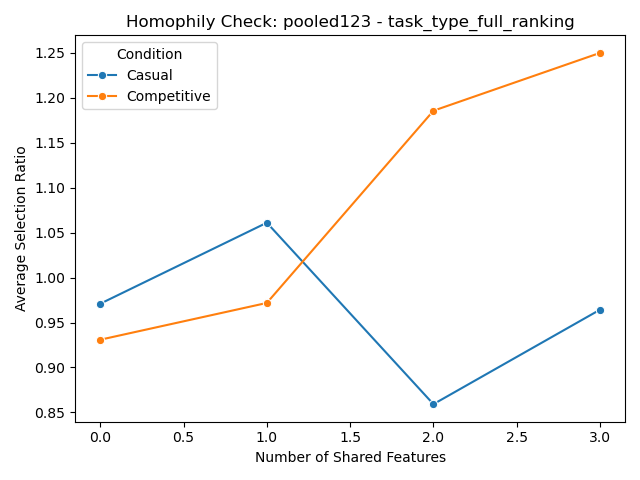 Homophily Check: pooled123 - task_type_full_ranking
Condition
Casual
Competitive
Average Selection Ratio
1.25
1.20
1.15
1.10
1.05
1.00
0.95
0.90
0.85
0.0 0.5 1.0 1.5 2.0 2.5 3.0
Number of Shared Features